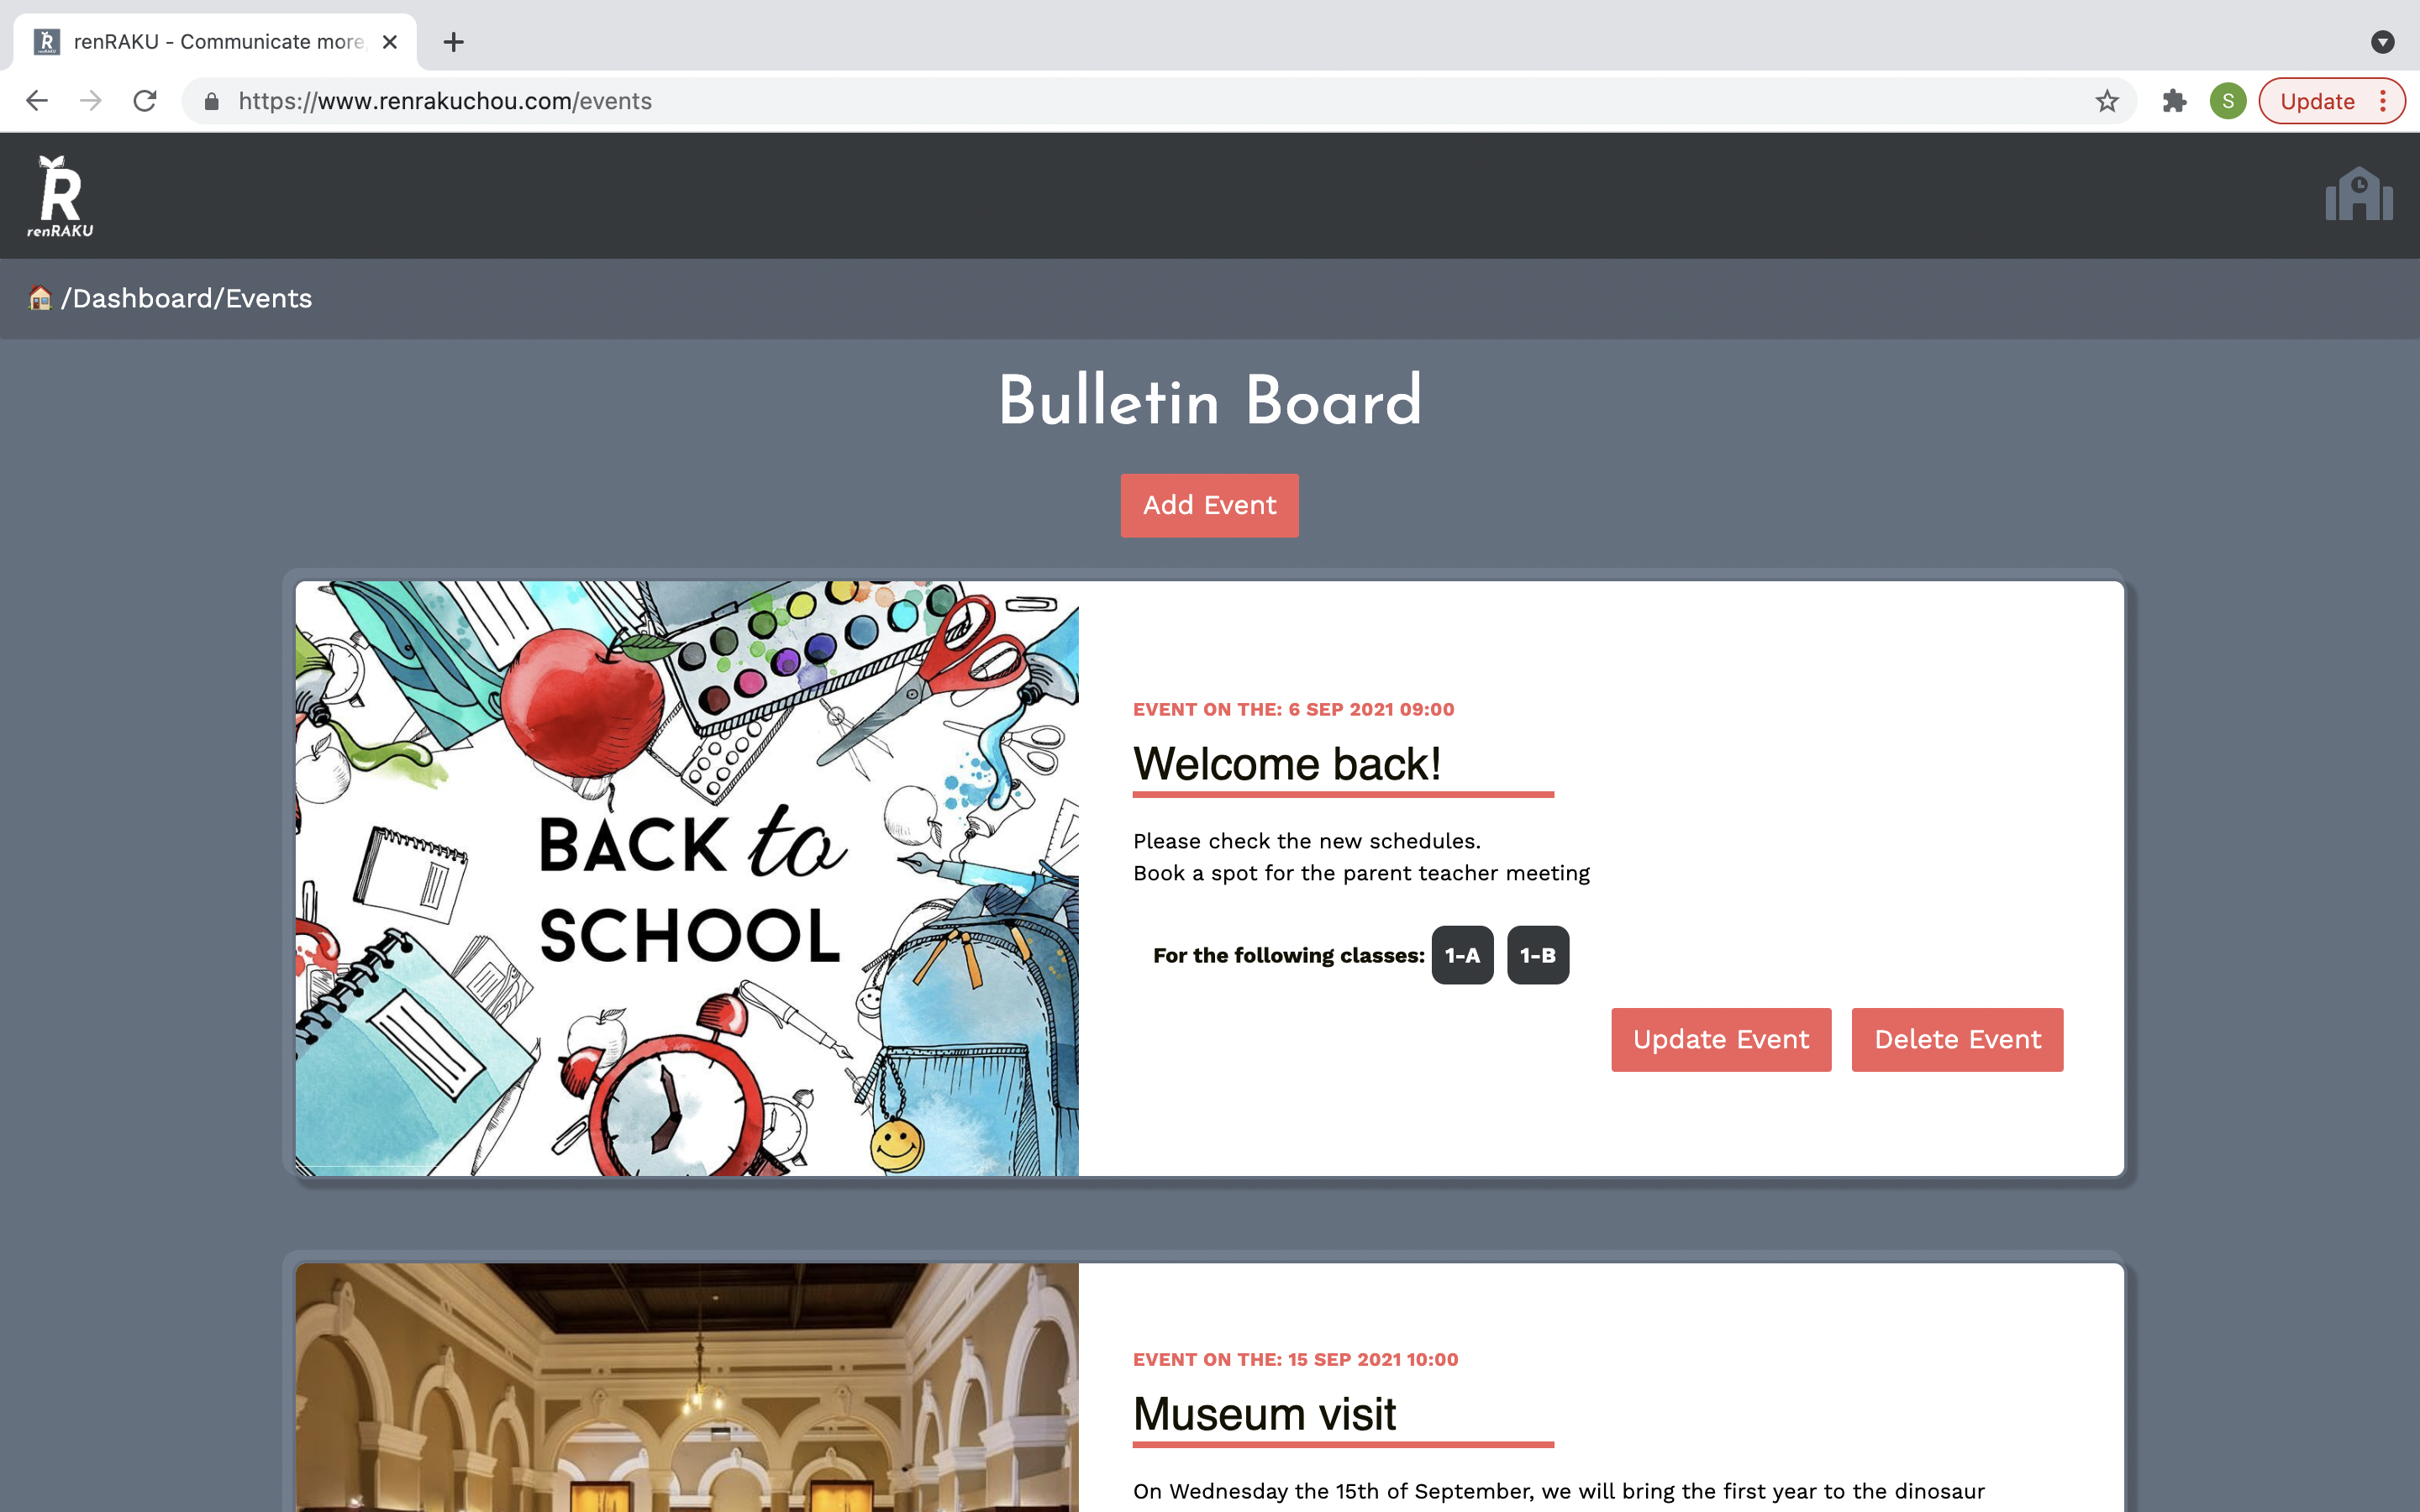 renRAKU - Communicate more,
https://www.renrakuchou.com/events
S
Update
R
renRAKU
/Dashboard/Events
Bulletin Board
Add Event
BACK to
SCHOOL
EVENT ON THE: 6 SEP 2021 09:00
Welcome back!
Please check the new schedules.
Book a spot for the parent teacher meeting
For the following classes: 1-A 1-B
Update Event Delete Event
EVENT ON THE: 15 SEP 2021 10:00
Museum visit
On Wednesday the 15th of September, we will bring the first year to the dinosaur